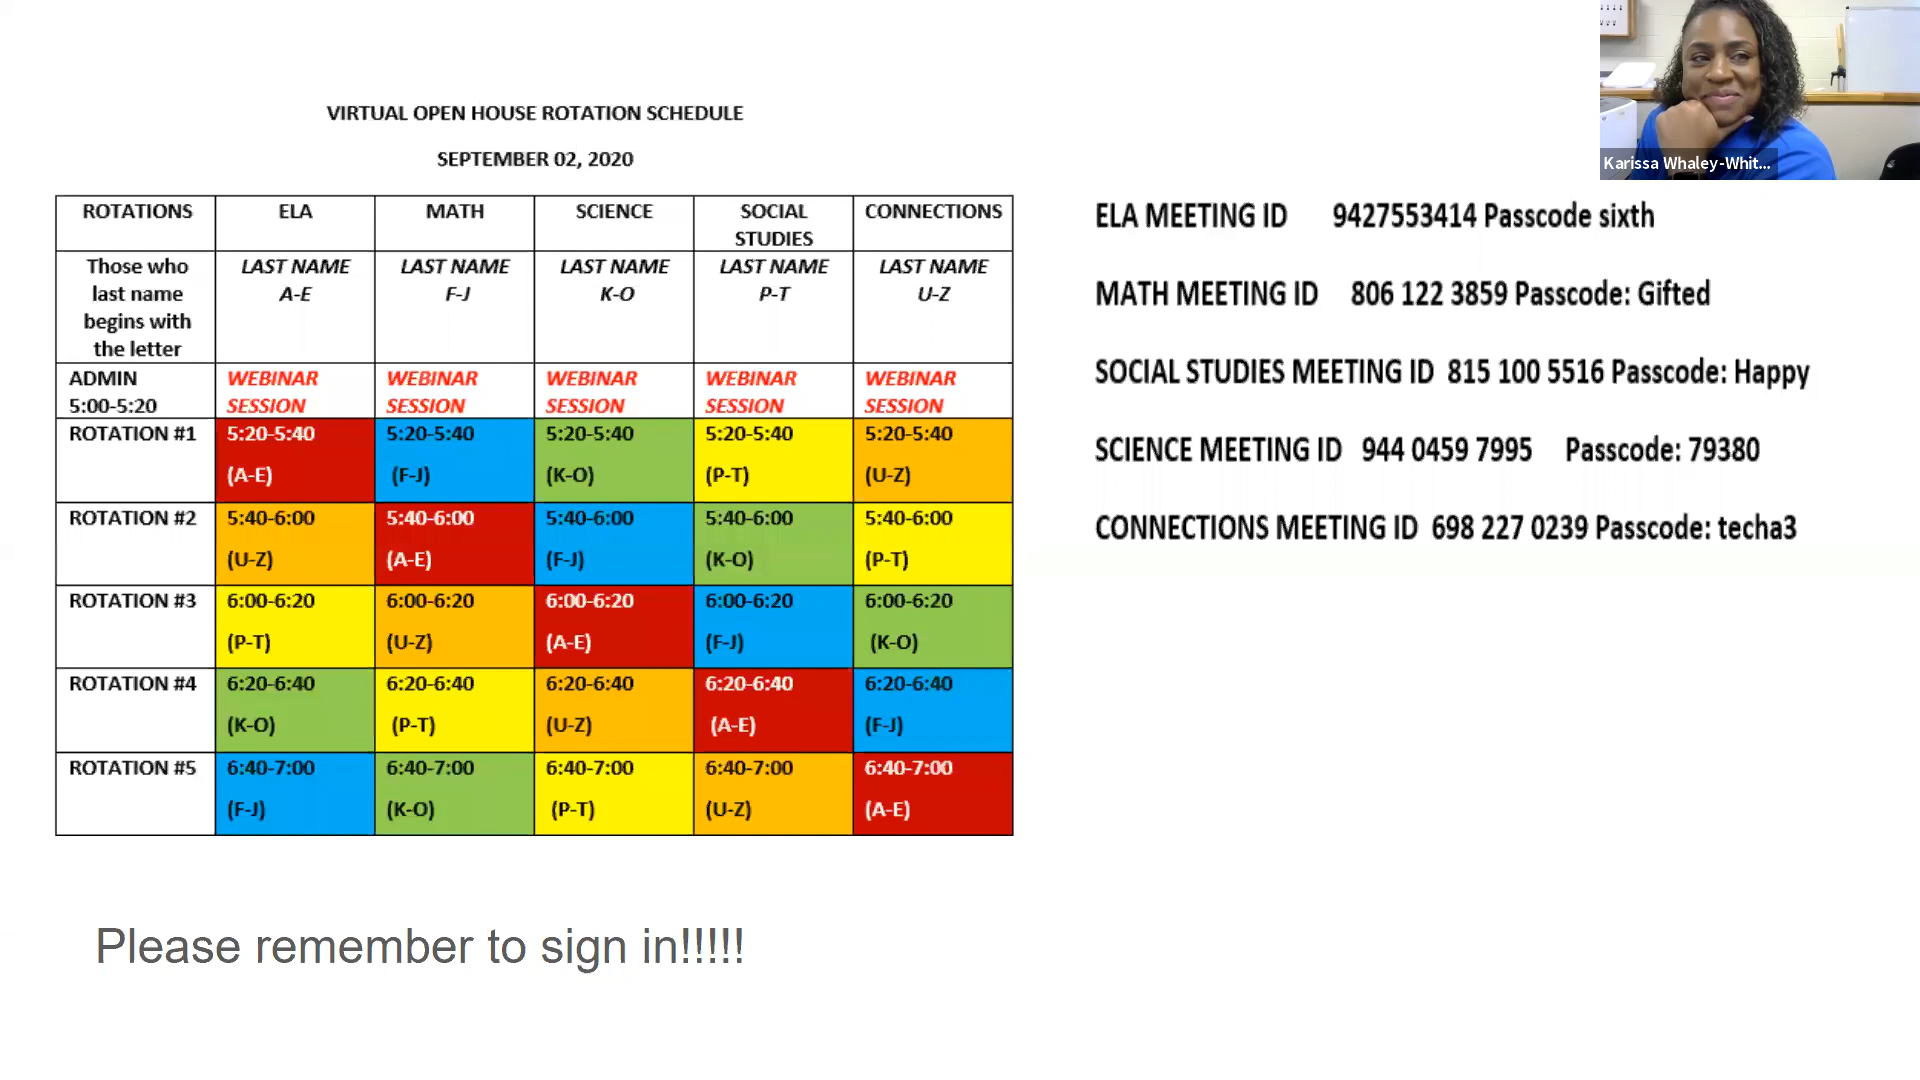 VIRTUAL OPEN HOUSE ROTATION SCHEDULE
SEPTEMBER 02, 2020
ROTATIONS ELA MATH SCIENCE SOCIAL STUDIES CONNECTIONS
Those who last name begins with the letter LAST NAME A-E LAST NAME F-J LAST NAME K-O LAST NAME P-T LAST NAME U-Z
ADMIN 5:00-5:20 WEBINAR SESSION WEBINAR SESSION WEBINAR SESSION WEBINAR SESSION WEBINAR SESSION
ROTATION #1 5:20-5:40 5:20-5:40 5:20-5:40 5:20-5:40 5:20-5:40
(A-E) (F-J) (K-O) (P-T) (U-Z)
ROTATION #2 5:40-6:00 5:40-6:00 5:40-6:00 5:40-6:00 5:40-6:00
(U-Z) (A-E) (F-J) (K-O) (P-T)
ROTATION #3 6:00-6:20 6:00-6:20 6:00-6:20 6:00-6:20 6:00-6:20
(P-T) (U-Z) (A-E) (F-J) (K-O)
ROTATION #4 6:20-6:40 6:20-6:40 6:20-6:40 6:20-6:40 6:20-6:40
(K-O) (P-T) (U-Z) (A-E) (F-J)
ROTATION #5 6:40-7:00 6:40-7:00 6:40-7:00 6:40-7:00 6:40-7:00
(F-J) (K-O) (P-T) (U-Z) (A-E)
Please remember to sign in!!!!!
Karissa Whaley-Whit...
ELA MEETING ID 9427553414 Passcode sixth
MATH MEETING ID 806 122 3859 Passcode: Gifted
SOCIAL STUDIES MEETING ID 815 100 5516 Passcode: Happy
SCIENCE MEETING ID 944 0459 7995 Passcode: 79380
CONNECTIONS MEETING ID 698 227 0239 Passcode: techa3